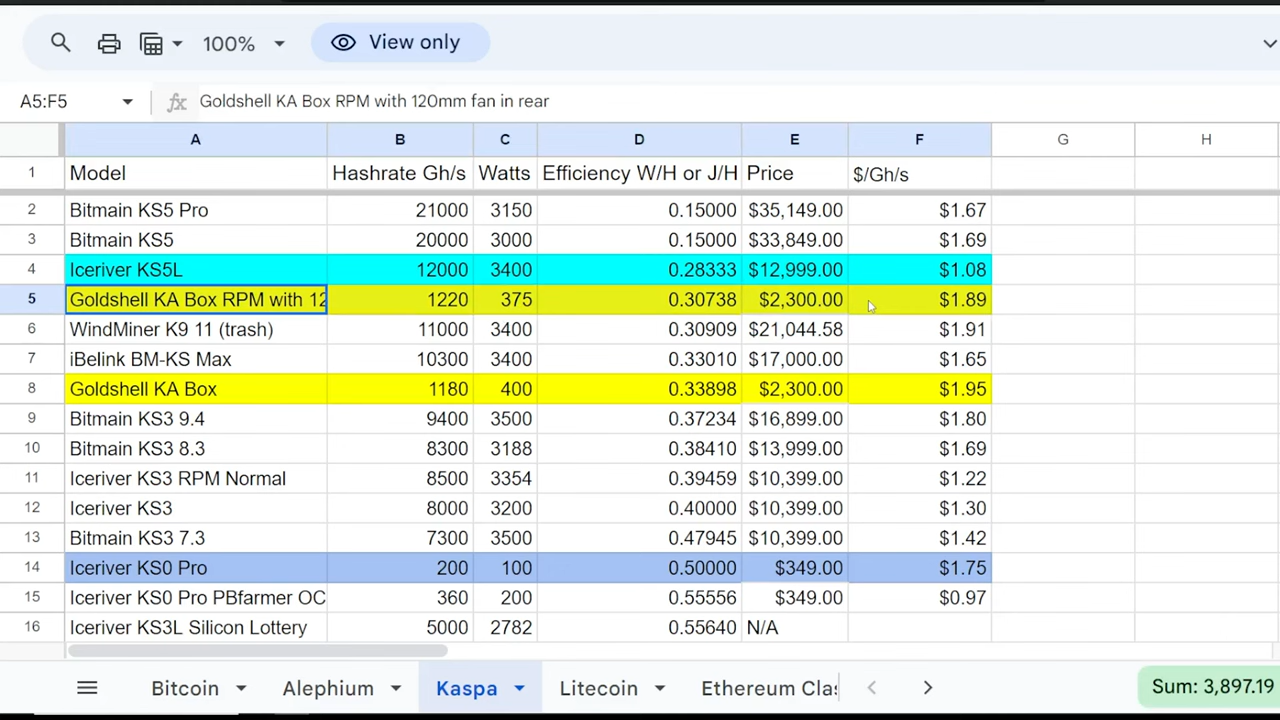 100% View only
A5:F5 fx Goldshell KA Box RPM with 120mm fan in rear
A B C D E F G H
1 Model Hashrate Gh/s Watts Efficiency W/H or J/H Price $/Gh/s
2 Bitmain KS5 Pro 21000 3150 0.15000 $35,149.00 $1.67
3 Bitmain KS5 20000 3000 0.15000 $33,849.00 $1.69
4 Iceriver KS5L 12000 3400 0.28333 $12,999.00 $1.08
5 Goldshell KA Box RPM with 12 1220 375 0.30738 $2,300.00 $1.89
6 WindMiner K9 11 (trash) 11000 3400 0.30909 $21,044.58 $1.91
7 iBelink BM-KS Max 10300 3400 0.33010 $17,000.00 $1.65
8 Goldshell KA Box 1180 400 0.33898 $2,300.00 $1.95
9 Bitmain KS3 9.4 9400 3500 0.37234 $16,899.00 $1.80
10 Bitmain KS3 8.3 8300 3188 0.38410 $13,999.00 $1.69
11 Iceriver KS3 RPM Normal 8500 3354 0.39459 $10,399.00 $1.22
12 Iceriver KS3 8000 3200 0.40000 $10,399.00 $1.30
13 Bitmain KS3 7.3 7300 3500 0.47945 $10,399.00 $1.42
14 Iceriver KS0 Pro 200 100 0.50000 $349.00 $1.75
15 Iceriver KS0 Pro PBfarmer OC 360 200 0.55556 $349.00 $0.97
16 Iceriver KS3L Silicon Lottery 5000 2782 0.55640 N/A
Bitcoin Alephium Kaspa Litecoin Ethereum Clas Sum: 3,897.19